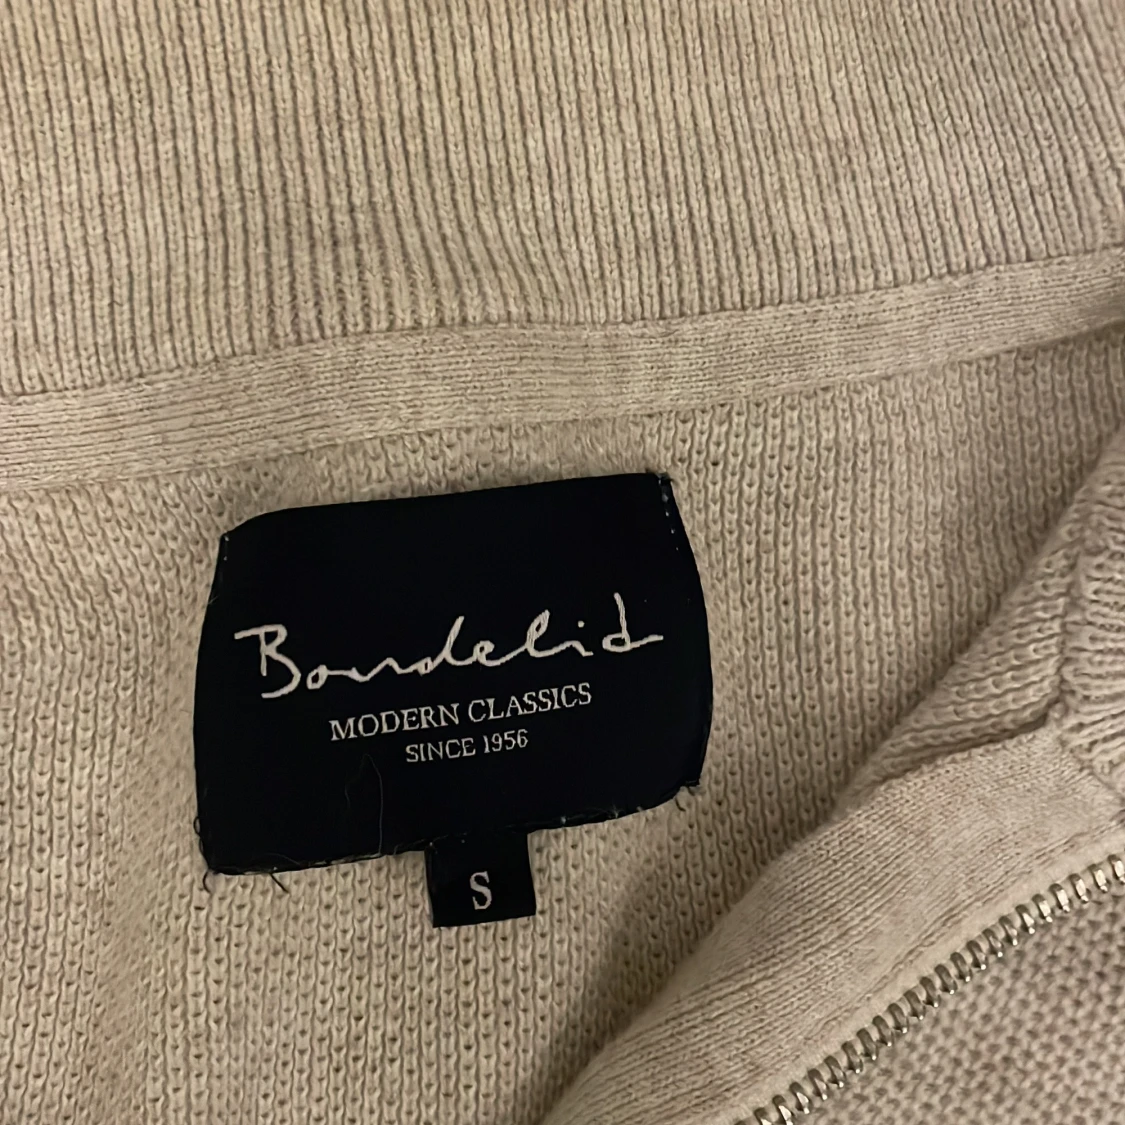 Bondelid
MODERN CLASSICS
SINCE 1956
S